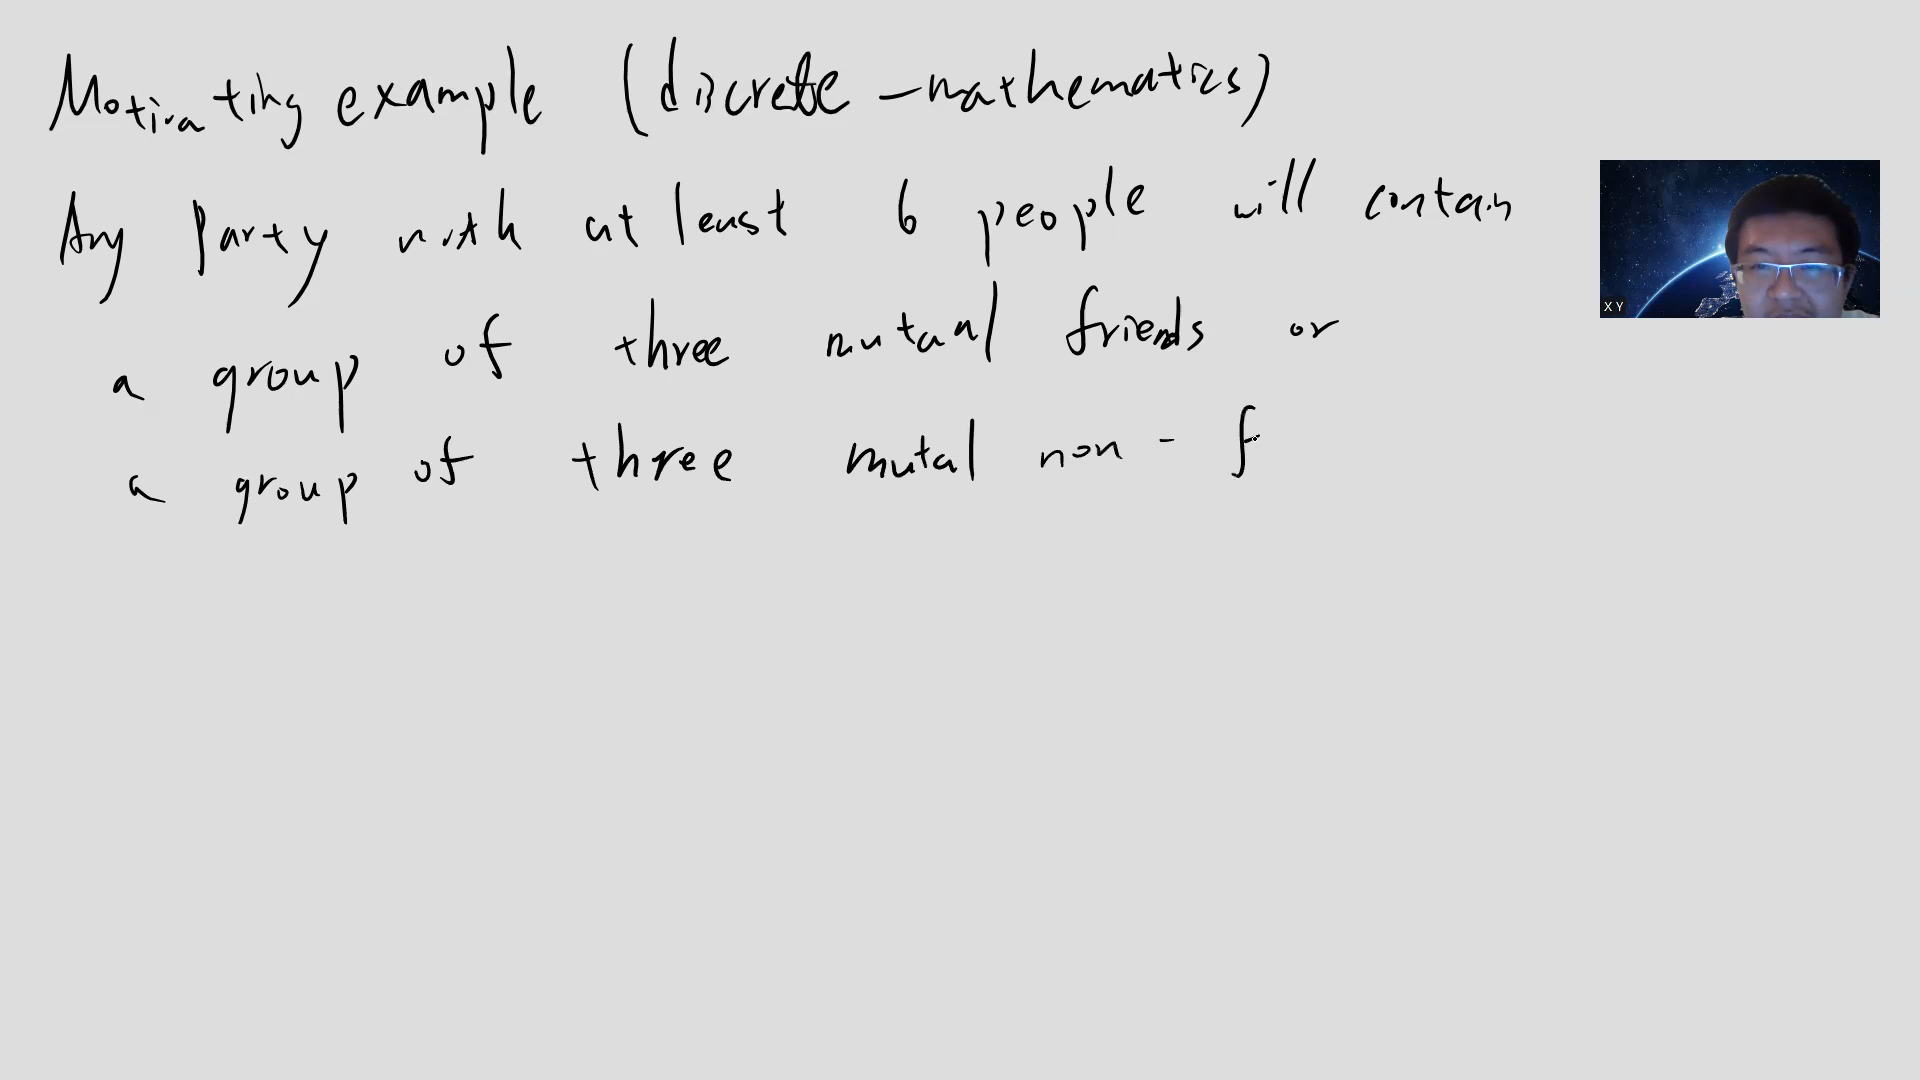 Motivating example (discrete-mathematics)
Any Party with at least 6 people will contain
a group of three mutual friends or
a group of three mutal non-f
X Y